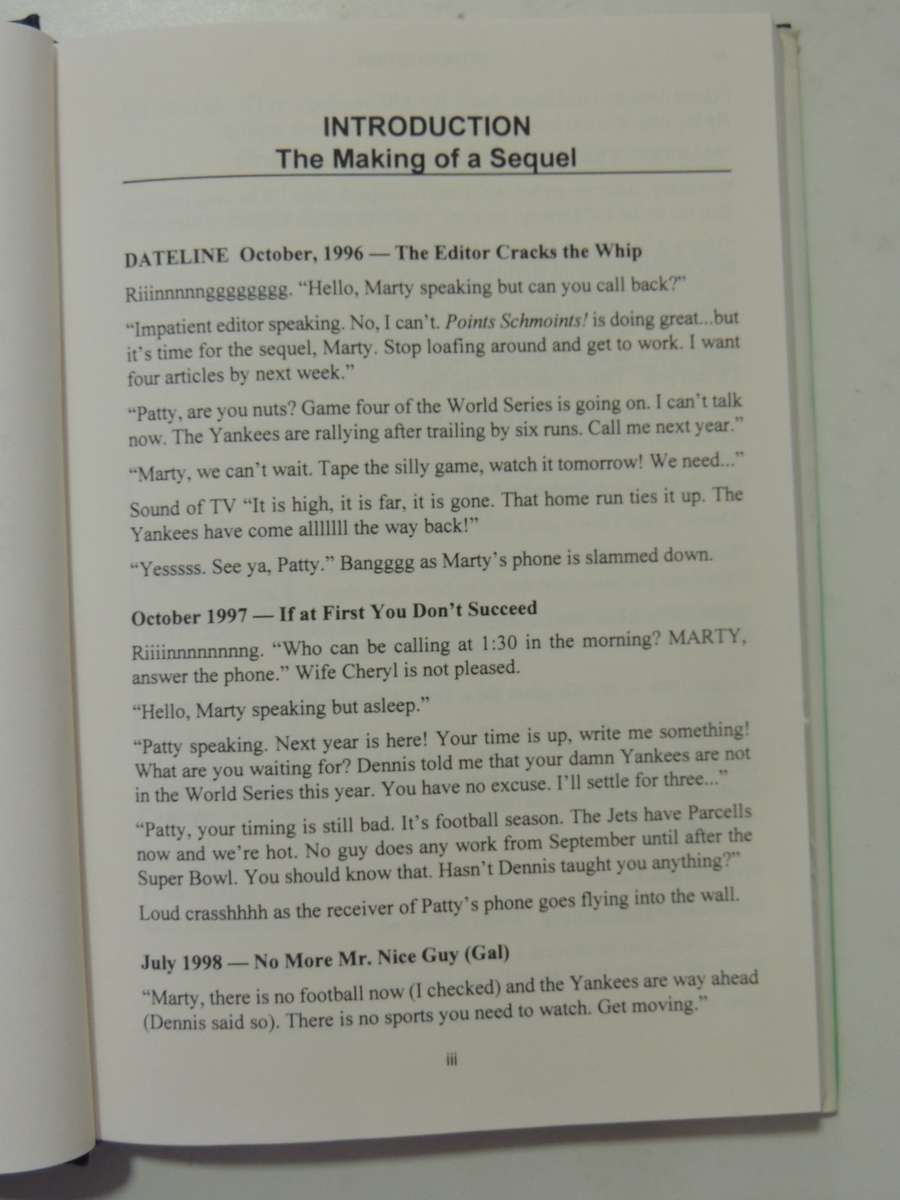 INTRODUCTION
The Making of a Sequel
DATELINE October, 1996 — The Editor Cracks the Whip
Riiinnnnngggggggg. “Hello, Marty speaking but can you call back?”
“Impatient editor speaking. No, I can’t. Points Schmoints! is doing great...but
it’s time for the sequel, Marty. Stop loafing around and get to work. I want
four articles by next week.”
“Patty, are you nuts? Game four of the World Series is going on. I can’t talk
now. The Yankees are rallying after trailing by six runs. Call me next year.”
“Marty, we can’t wait. Tape the silly game, watch it tomorrow! We need...”
Sound of TV “It is high, it is far, it is gone. That home run ties it up. The
Yankees have come alllllll the way back!”
“Yesssss. See ya, Patty.” Bangggg as Marty’s phone is slammed down.
October 1997 — If at First You Don’t Succeed
Riiiinnnnnnnng. “Who can be calling at 1:30 in the morning? MARTY,
answer the phone.” Wife Cheryl is not pleased.
“Hello, Marty speaking but asleep.”
“Patty speaking. Next year is here! Your time is up, write me something!
What are you waiting for? Dennis told me that your damn Yankees are not
in the World Series this year. You have no excuse. I’ll settle for three...”
“Patty, your timing is still bad. It’s football season. The Jets have Parcells
now and we’re hot. No guy does any work from September until after the
Super Bowl. You should know that. Hasn’t Dennis taught you anything?”
Loud crasshhhh as the receiver of Patty’s phone goes flying into the wall.
July 1998 — No More Mr. Nice Guy (Gal)
“Marty, there is no football now (I checked) and the Yankees are way ahead
(Dennis said so). There is no sports you need to watch. Get moving.”
iii